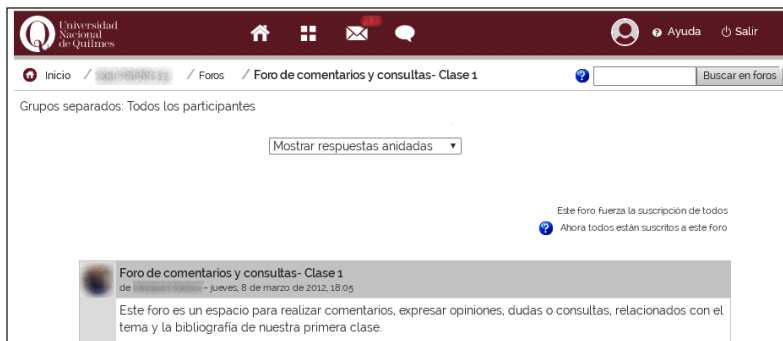 Universidad
Nacional
de Quilmes
Ayuda
Salir
Inicio / / Foros / Foro de comentarios y consultas- Clase 1
Buscar en foros
Grupos separados: Todos los participantes
Mostrar respuestas anidadas
Este foro fuerza la suscripción de todos
Ahora todos están suscritos a este foro
Foro de comentarios y consultas- Clase 1
de - jueves, 8 de marzo de 2012, 18:05
Este foro es un espacio para realizar comentarios, expresar opiniones, dudas o consultas, relacionados con el
tema y la bibliografía de nuestra primera clase.